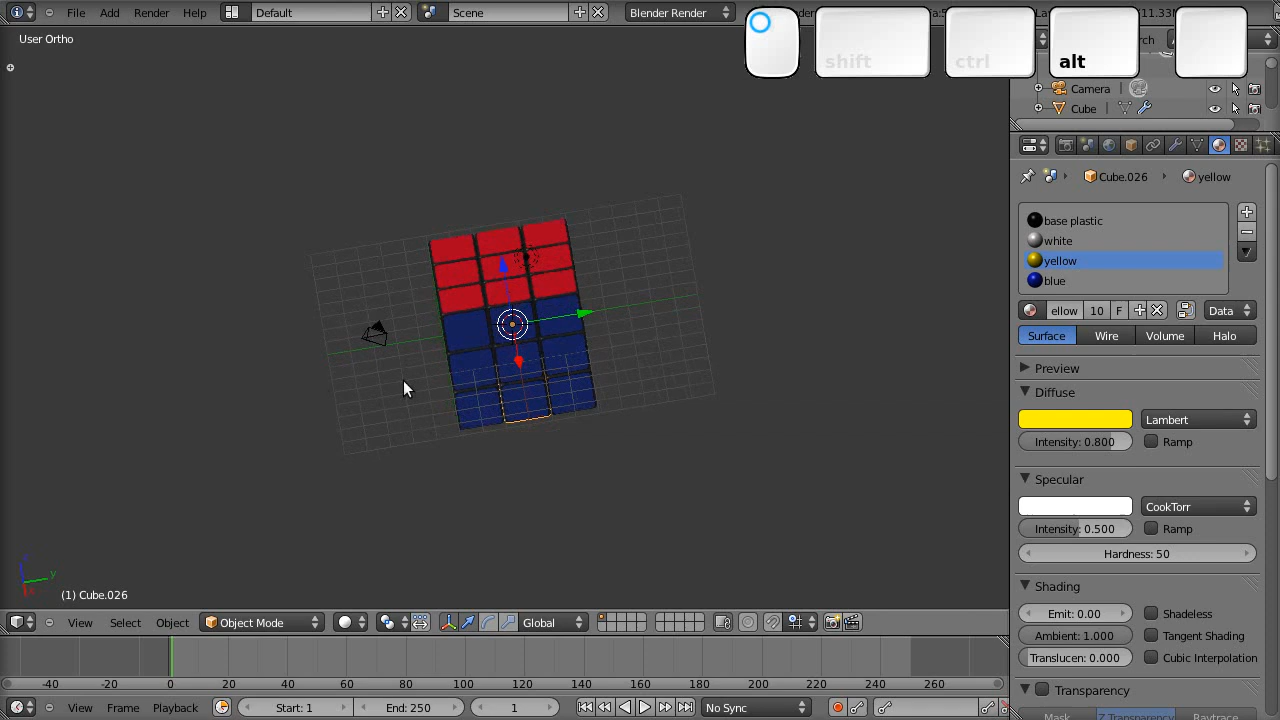 File Add Render Help Default Scene Blender Render 11.33M
User Ortho
shift ctrl alt
Camera
Cube
Cube.026 yellow
base plastic
white
yellow
blue
ellow 10 F Data
Surface Wire Volume Halo
Preview
Diffuse
Lambert
Intensity: 0.800 Ramp
Specular
CookTorr
Intensity: 0.500 Ramp
Hardness: 50
Shading
Emit: 0.00 Shadeless
Ambient: 1.000 Tangent Shading
Translucen: 0.000 Cubic Interpolation
Transparency
Mask Z Transparency Raytrace
y
(1) Cube.026
View Select Object Object Mode Global
-40 -20 0 20 40 60 80 100 120 140 160 180 200 220 240 260
View Frame Playback Start: 1 End: 250 1 No Sync